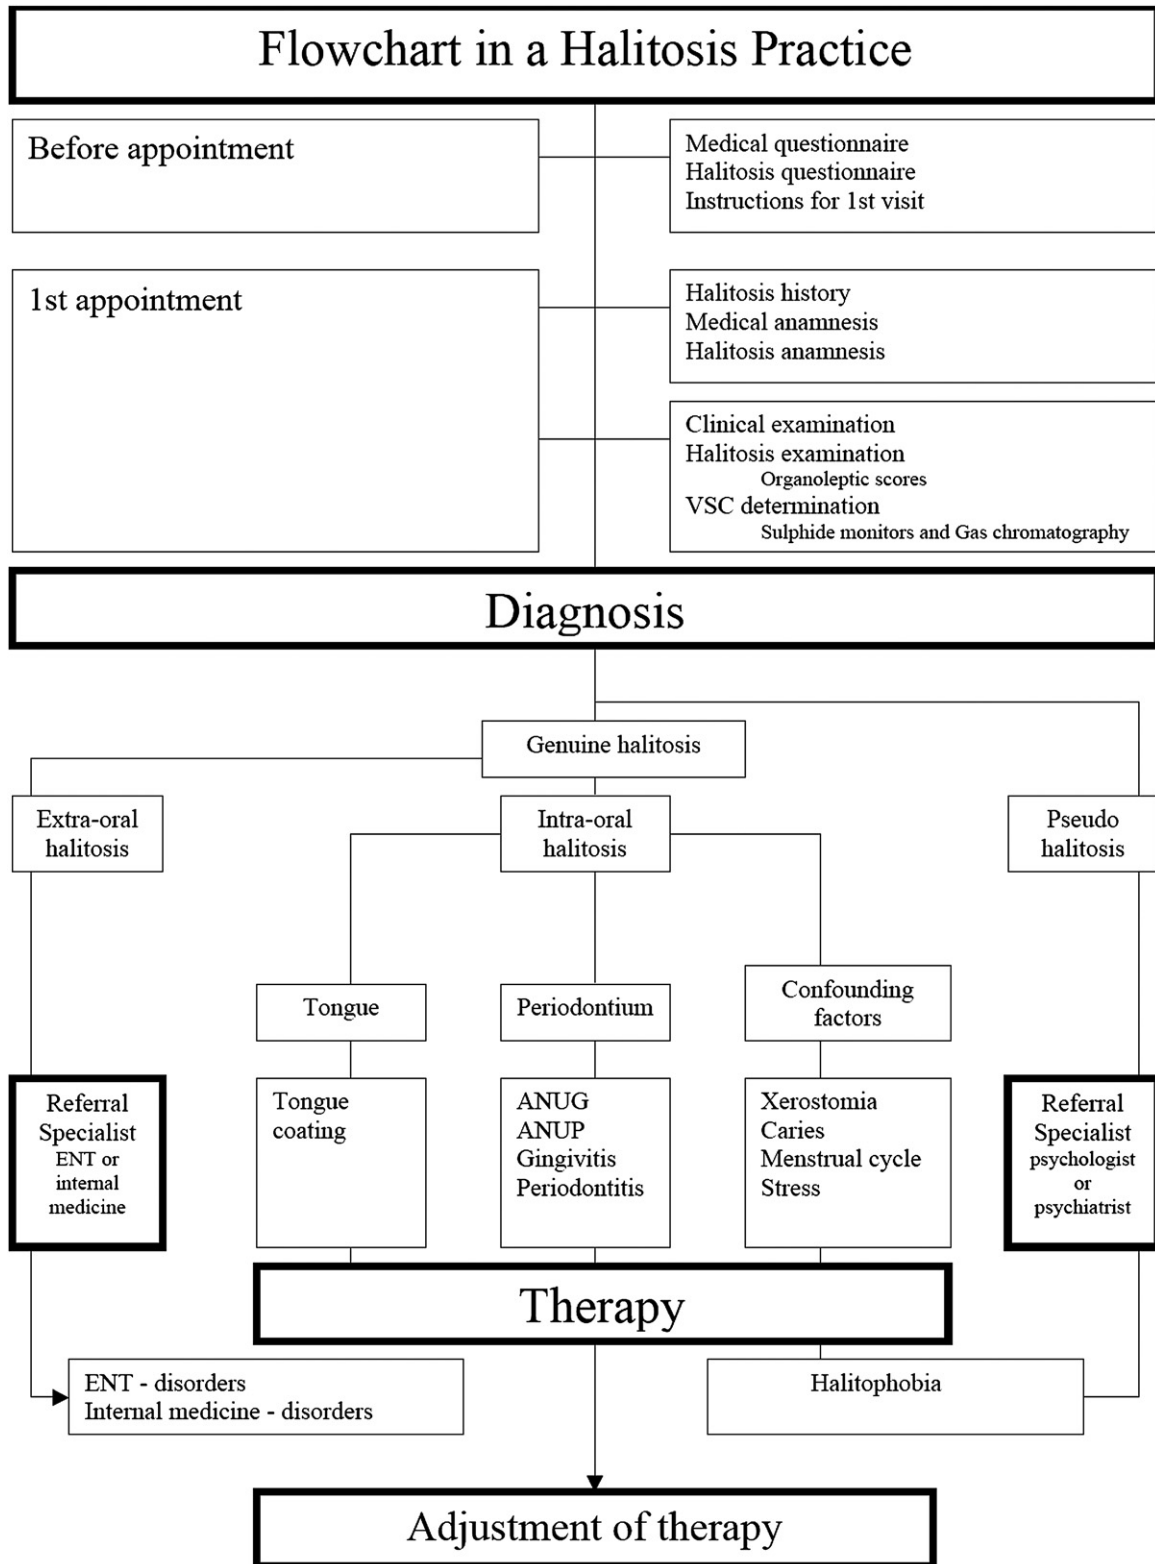 Flowchart in a Halitosis Practice
Before appointment
Medical questionnaire
Halitosis questionnaire
Instructions for 1st visit
1st appointment
Halitosis history
Medical anamnesis
Halitosis anamnesis
Clinical examination
Halitosis examination
Organoleptic scores
VSC determination
Sulphide monitors and Gas chromatography
Diagnosis
Genuine halitosis
Extra-oral
halitosis
Intra-oral
halitosis
Pseudo
halitosis
Tongue
Periodontium
Confounding
factors
Referral
Specialist
ENT or
internal
medicine
Tongue
coating
ANUG
ANUP
Gingivitis
Periodontitis
Xerostomia
Caries
Menstrual cycle
Stress
Referral
Specialist
psychologist
or
psychiatrist
Therapy
ENT - disorders
Internal medicine - disorders
Halitophobia
Adjustment of therapy